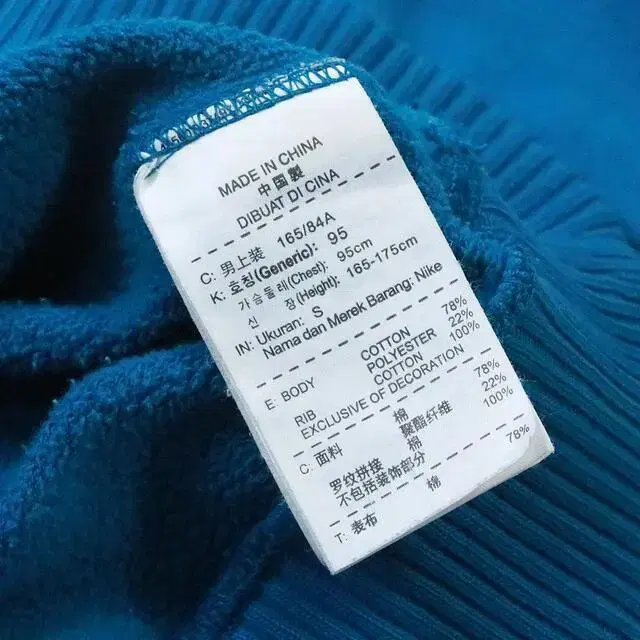 MADE IN CHINA
中国製
DIBUAT DI CINA
C: 男上装 165/84A
K: 호칭(Generic): 95
가슴둘레(Chest): 95cm
신 장(Height): 165-175cm
IN: Ukuran: S
Nama dan Merek Barang: Nike
E: BODY COTTON 78%
POLYESTER 22%
RIB COTTON 100%
EXCLUSIVE OF DECORATION
C: 面料 棉 78%
聚酯纤维 22%
罗纹拼接 棉 100%
不包括装饰部分
T: 表布 棉 78%